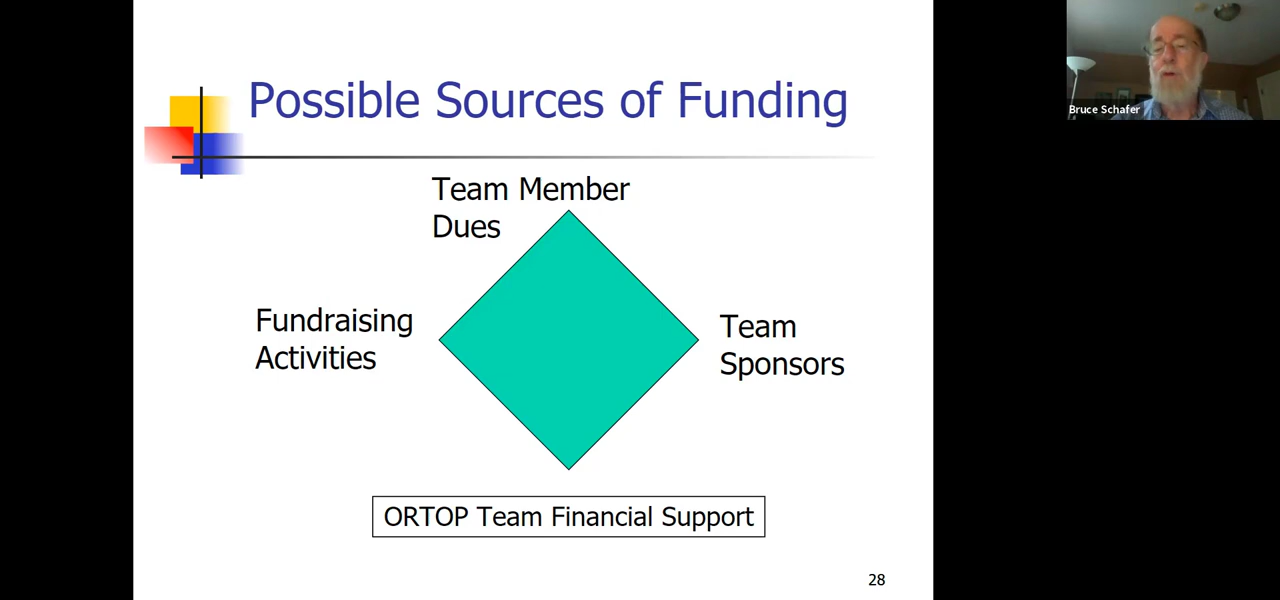 Possible Sources of Funding
Bruce Schafer
Team Member
Dues
Fundraising
Activities
Team
Sponsors
ORTOP Team Financial Support
28